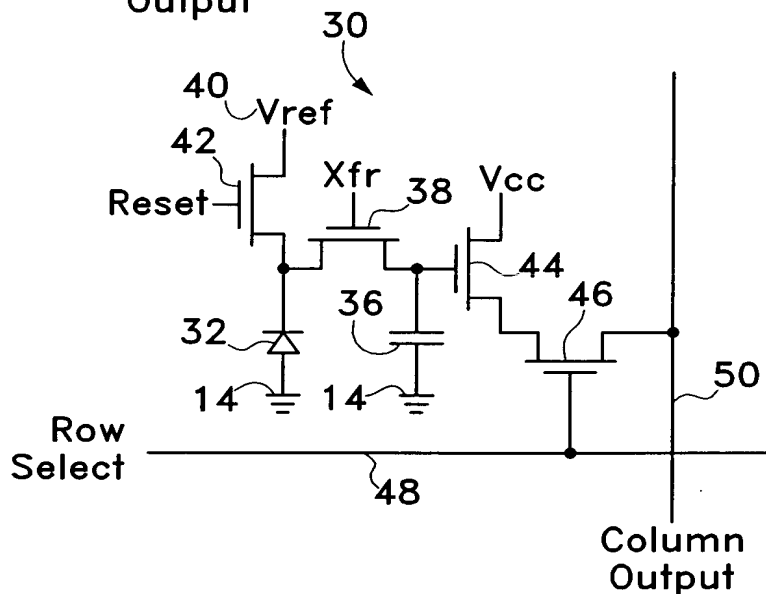 Output
30
40
Vref
42
Xfr
Vcc
Reset
38
44
46
36
32
50
14
14
Row
Select
48
Column
Output